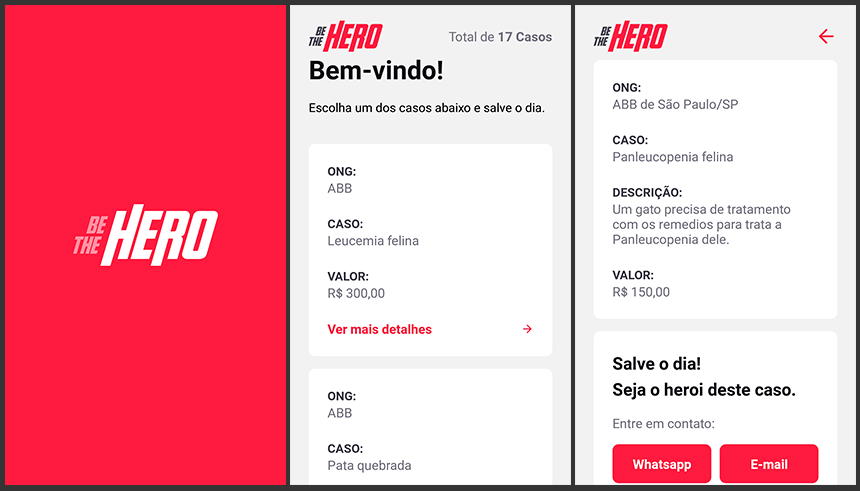 BE
THE HERO
BE
THE HERO
Total de 17 Casos
Bem-vindo!
Escolha um dos casos abaixo e salve o dia.
ONG:
ABB
CASO:
Leucemia felina
VALOR:
R$ 300,00
Ver mais detalhes
ONG:
ABB
CASO:
Pata quebrada
BE
THE HERO
ONG:
ABB de São Paulo/SP
CASO:
Panleucopenia felina
DESCRIÇÃO:
Um gato precisa de tratamento
com os remedios para trata a
Panleucopenia dele.
VALOR:
R$ 150,00
Salve o dia!
Seja o heroi deste caso.
Entre em contato:
Whatsapp
E-mail